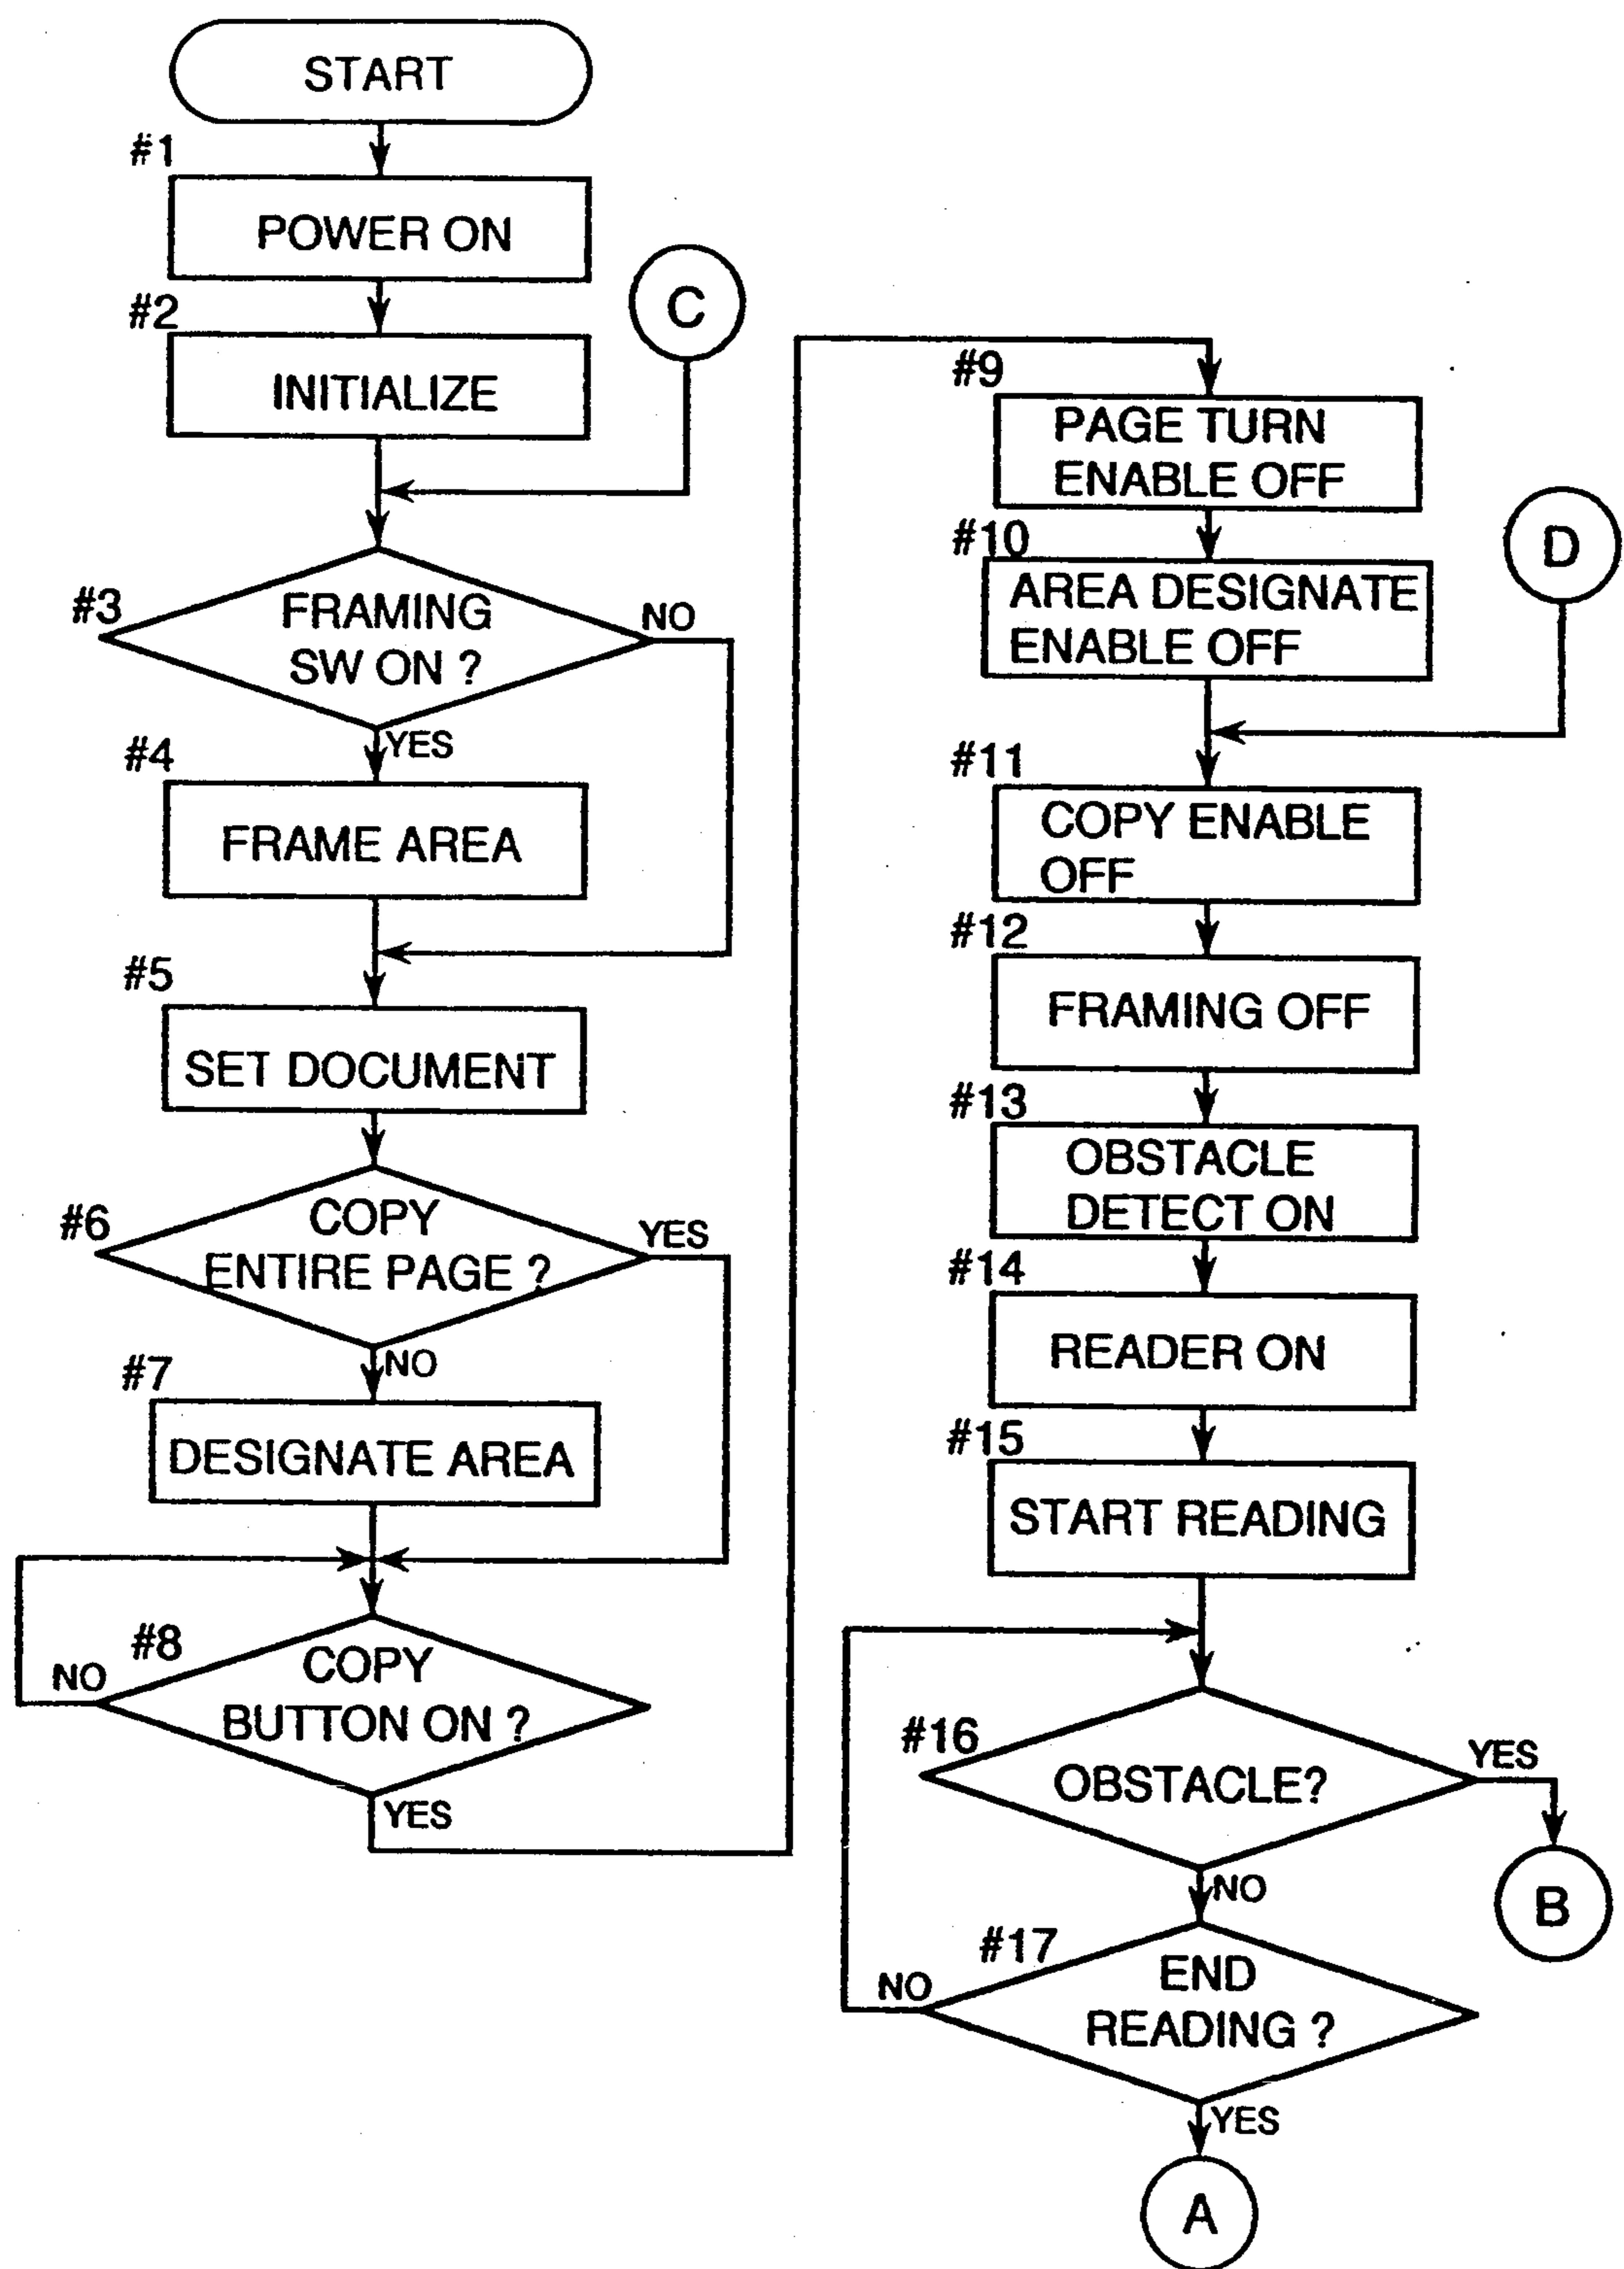 START
#1
POWER ON
#2
INITIALIZE
C
#3
FRAMING
SW ON ?
NO
YES
#4
FRAME AREA
#5
SET DOCUMENT
#6
COPY
ENTIRE PAGE ?
YES
NO
#7
DESIGNATE AREA
#8
COPY
BUTTON ON ?
NO
YES
#9
PAGE TURN
ENABLE OFF
#10
AREA DESIGNATE
ENABLE OFF
D
#11
COPY ENABLE
OFF
#12
FRAMING OFF
#13
OBSTACLE
DETECT ON
#14
READER ON
#15
START READING
#16
OBSTACLE?
YES
B
NO
#17
END
READING ?
NO
YES
A